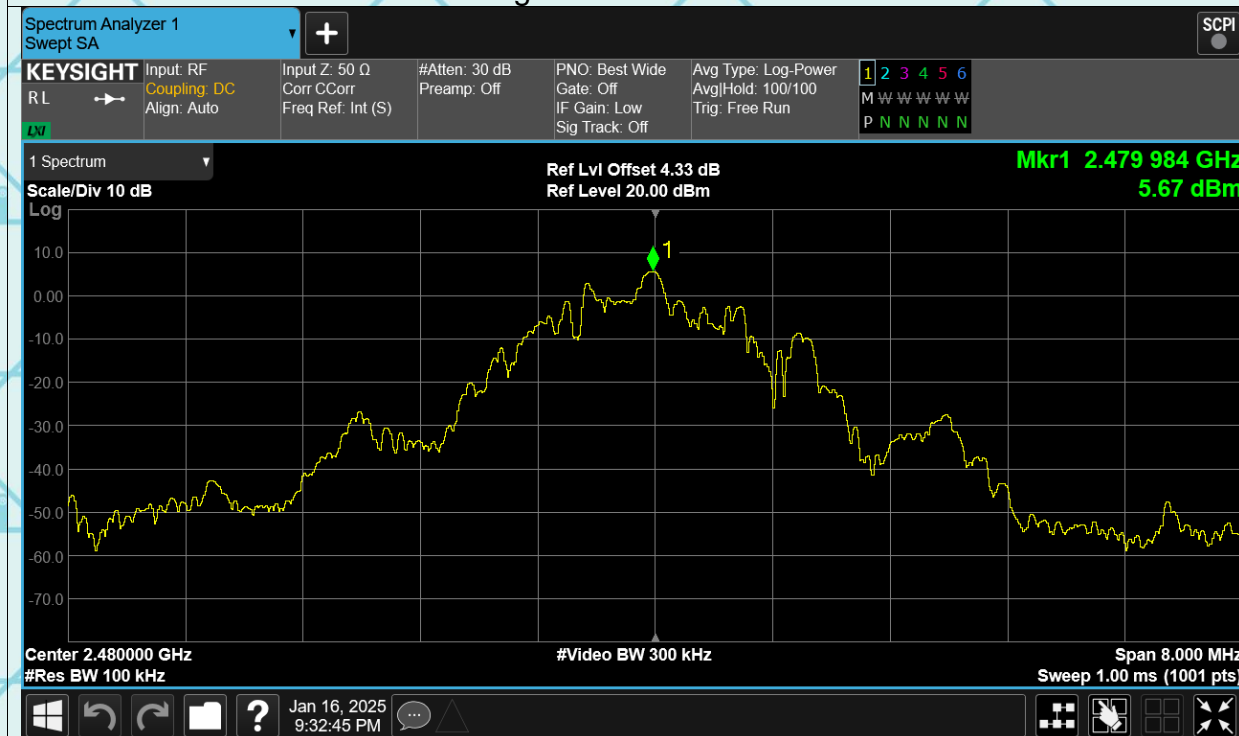 Spectrum Analyzer 1
Swept SA
+
SCPI
KEYSIGHT
RL
LXI
Input: RF
Coupling: DC
Align: Auto
Input Z: 50 Ω
Corr CCorr
Freq Ref: Int (S)
#Atten: 30 dB
Preamp: Off
PNO: Best Wide
Gate: Off
IF Gain: Low
Sig Track: Off
Avg Type: Log-Power
Avg|Hold: 100/100
Trig: Free Run
1 2 3 4 5 6
M W W W W W W
P N N N N N N
1 Spectrum
Scale/Div 10 dB
Log
Ref Lvl Offset 4.33 dB
Ref Level 20.00 dBm
Mkr1 2.479 984 GHz
5.67 dBm
1
10.0
0.00
-10.0
-20.0
-30.0
-40.0
-50.0
-60.0
-70.0
Center 2.480000 GHz
#Res BW 100 kHz
#Video BW 300 kHz
Span 8.000 MHz
Sweep 1.00 ms (1001 pts)
?
Jan 16, 2025
9:32:45 PM